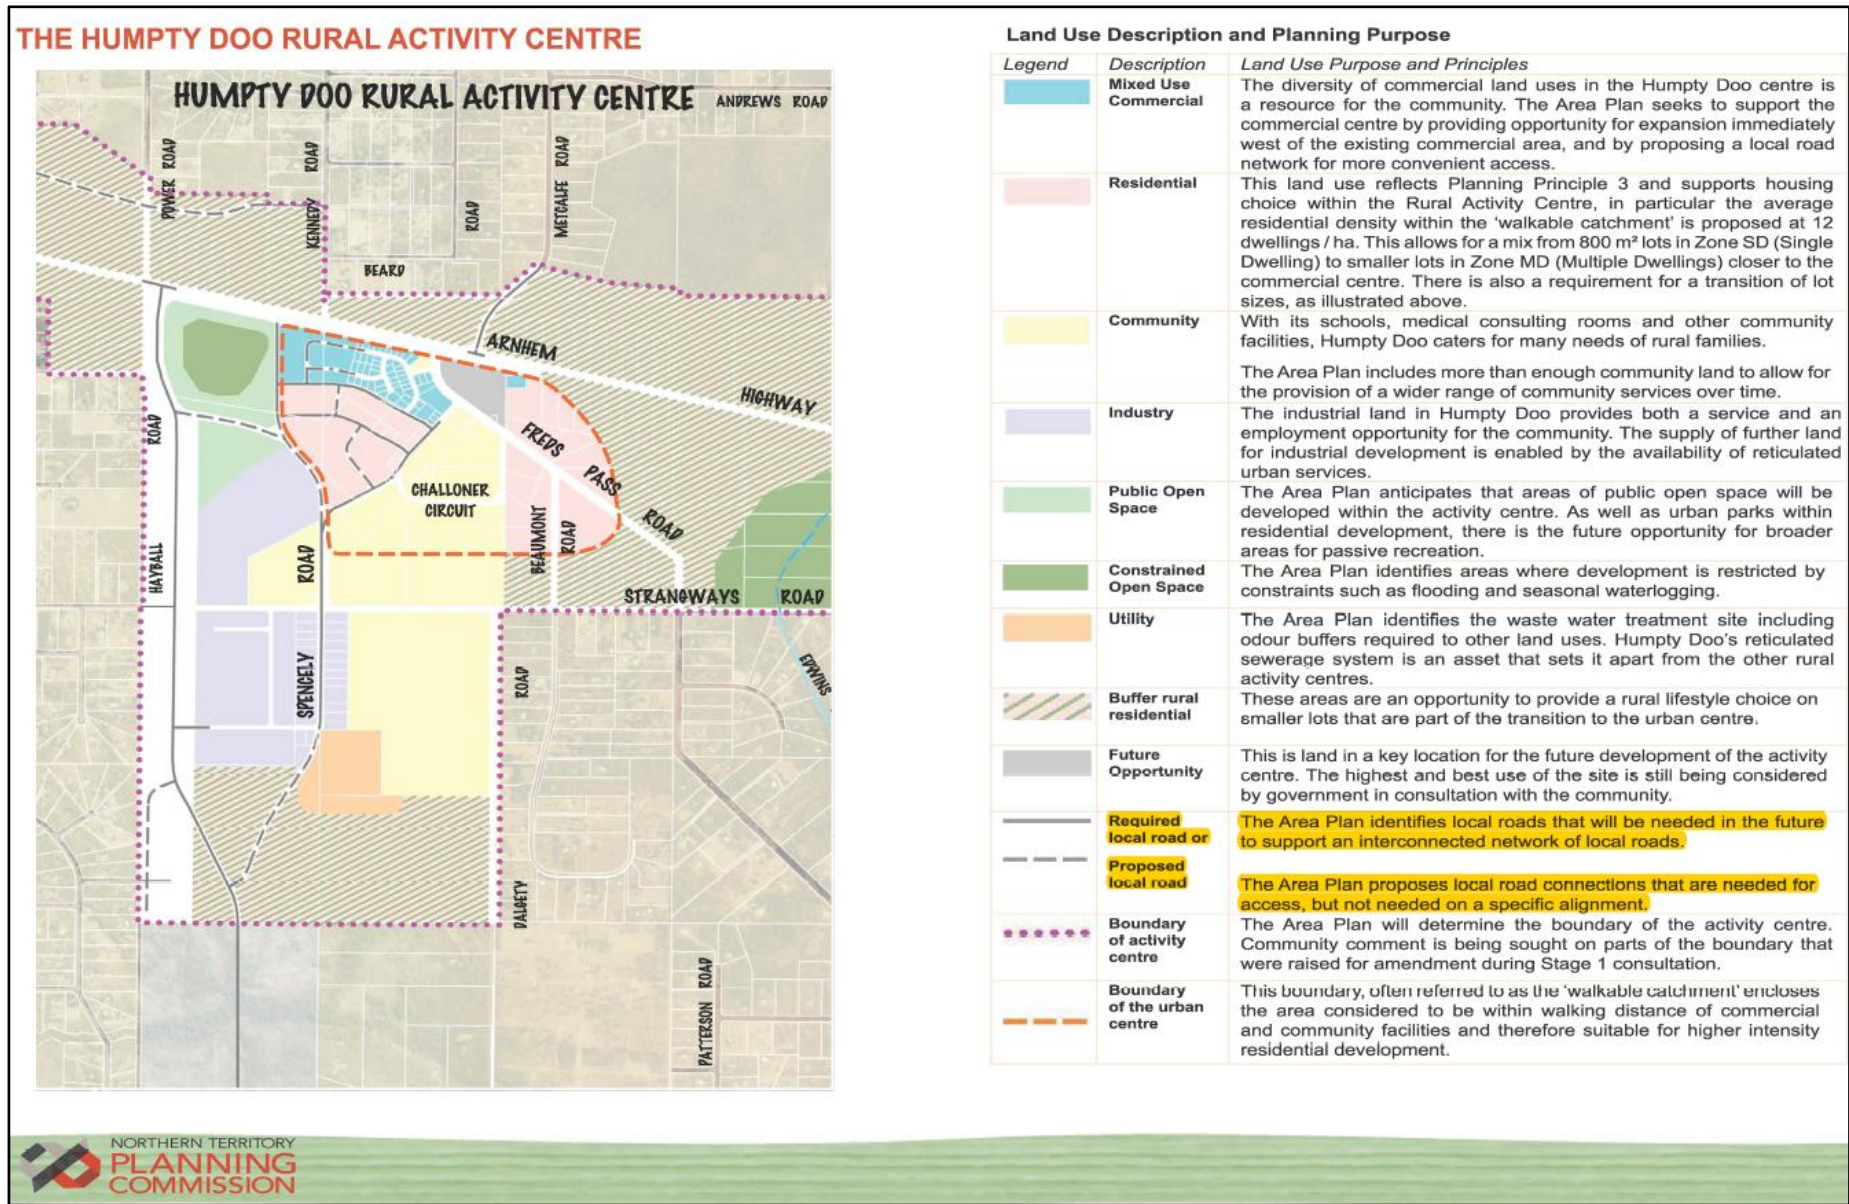 THE HUMPTY DOO RURAL ACTIVITY CENTRE
HUMPTY DOO RURAL ACTIVITY CENTRE
ANDREWS ROAD
POWER ROAD
KENNEDY ROAD
ROAD
METCALFE ROAD
BEARD
ARNHEM
HIGHWAY
ROAD
HAYBALL
FREDS
PASS
ROAD
CHALLONER
CIRCUIT
BEAUMONT
ROAD
ROAD
SPENCELY
STRANGWAYS ROAD
EDWINS
ROAD
DALGETY
PATTERSON ROAD
Land Use Description and Planning Purpose
Legend Description Land Use Purpose and Principles
Mixed Use
Commercial
The diversity of commercial land uses in the Humpty Doo centre is
a resource for the community. The Area Plan seeks to support the
commercial centre by providing opportunity for expansion immediately
west of the existing commercial area, and by proposing a local road
network for more convenient access.
Residential
This land use reflects Planning Principle 3 and supports housing
choice within the Rural Activity Centre, in particular the average
residential density within the ‘walkable catchment’ is proposed at 12
dwellings / ha. This allows for a mix from 800 m² lots in Zone SD (Single
Dwelling) to smaller lots in Zone MD (Multiple Dwellings) closer to the
commercial centre. There is also a requirement for a transition of lot
sizes, as illustrated above.
Community
With its schools, medical consulting rooms and other community
facilities, Humpty Doo caters for many needs of rural families.
The Area Plan includes more than enough community land to allow for
the provision of a wider range of community services over time.
Industry
The industrial land in Humpty Doo provides both a service and an
employment opportunity for the community. The supply of further land
for industrial development is enabled by the availability of reticulated
urban services.
Public Open
Space
The Area Plan anticipates that areas of public open space will be
developed within the activity centre. As well as urban parks within
residential development, there is the future opportunity for broader
areas for passive recreation.
Constrained
Open Space
The Area Plan identifies areas where development is restricted by
constraints such as flooding and seasonal waterlogging.
Utility
The Area Plan identifies the waste water treatment site including
odour buffers required to other land uses. Humpty Doo’s reticulated
sewerage system is an asset that sets it apart from the other rural
activity centres.
Buffer rural
residential
These areas are an opportunity to provide a rural lifestyle choice on
smaller lots that are part of the transition to the urban centre.
Future
Opportunity
This is land in a key location for the future development of the activity
centre. The highest and best use of the site is still being considered
by government in consultation with the community.
Required
local road or
The Area Plan identifies local roads that will be needed in the future
to support an interconnected network of local roads.
Proposed
local road
The Area Plan proposes local road connections that are needed for
access, but not needed on a specific alignment.
Boundary
of activity
centre
The Area Plan will determine the boundary of the activity centre.
Community comment is being sought on parts of the boundary that
were raised for amendment during Stage 1 consultation.
Boundary
of the urban
centre
This boundary, often referred to as the ‘walkable catchment’ encloses
the area considered to be within walking distance of commercial
and community facilities and therefore suitable for higher intensity
residential development.
NORTHERN TERRITORY
PLANNING
COMMISSION